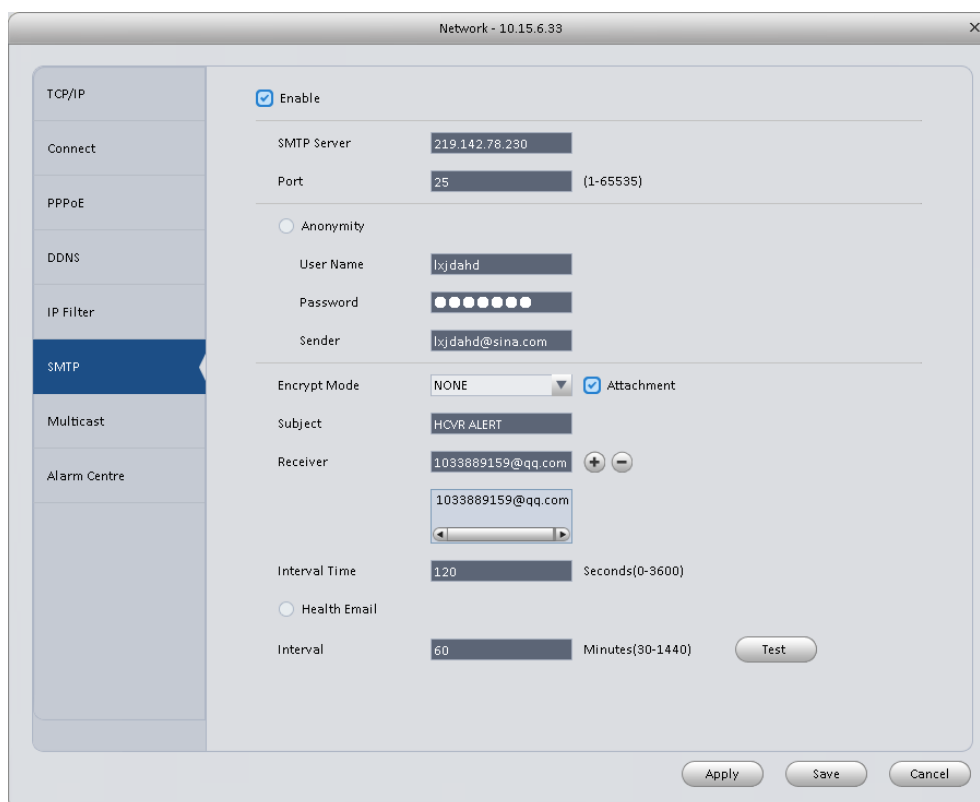 Network - 10.15.6.33
TCP/IP
Connect
PPPoE
DDNS
IP Filter
SMTP
Multicast
Alarm Centre
Enable
SMTP Server 219.142.78.230
Port 25 (1-65535)
Anonymity
User Name lxjdahd
Password
Sender lxjdahd@sina.com
Encrypt Mode NONE Attachment
Subject HCVR ALERT
Receiver 1033889159@qq.com
1033889159@qq.com
Interval Time 120 Seconds(0-3600)
Health Email
Interval 60 Minutes(30-1440) Test
Apply Save Cancel